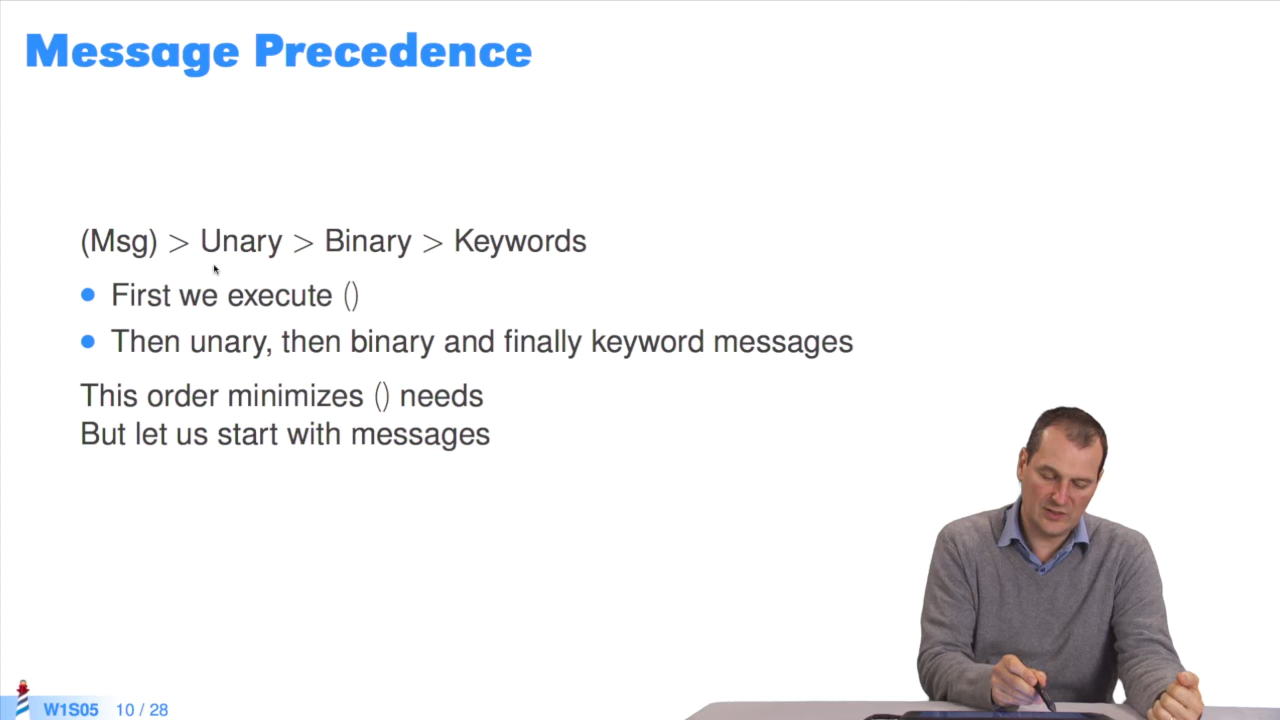 Message Precedence
(Msg) > Unary > Binary > Keywords
First we execute ()
Then unary, then binary and finally keyword messages
This order minimizes () needs
But let us start with messages
W1S05 10 / 28